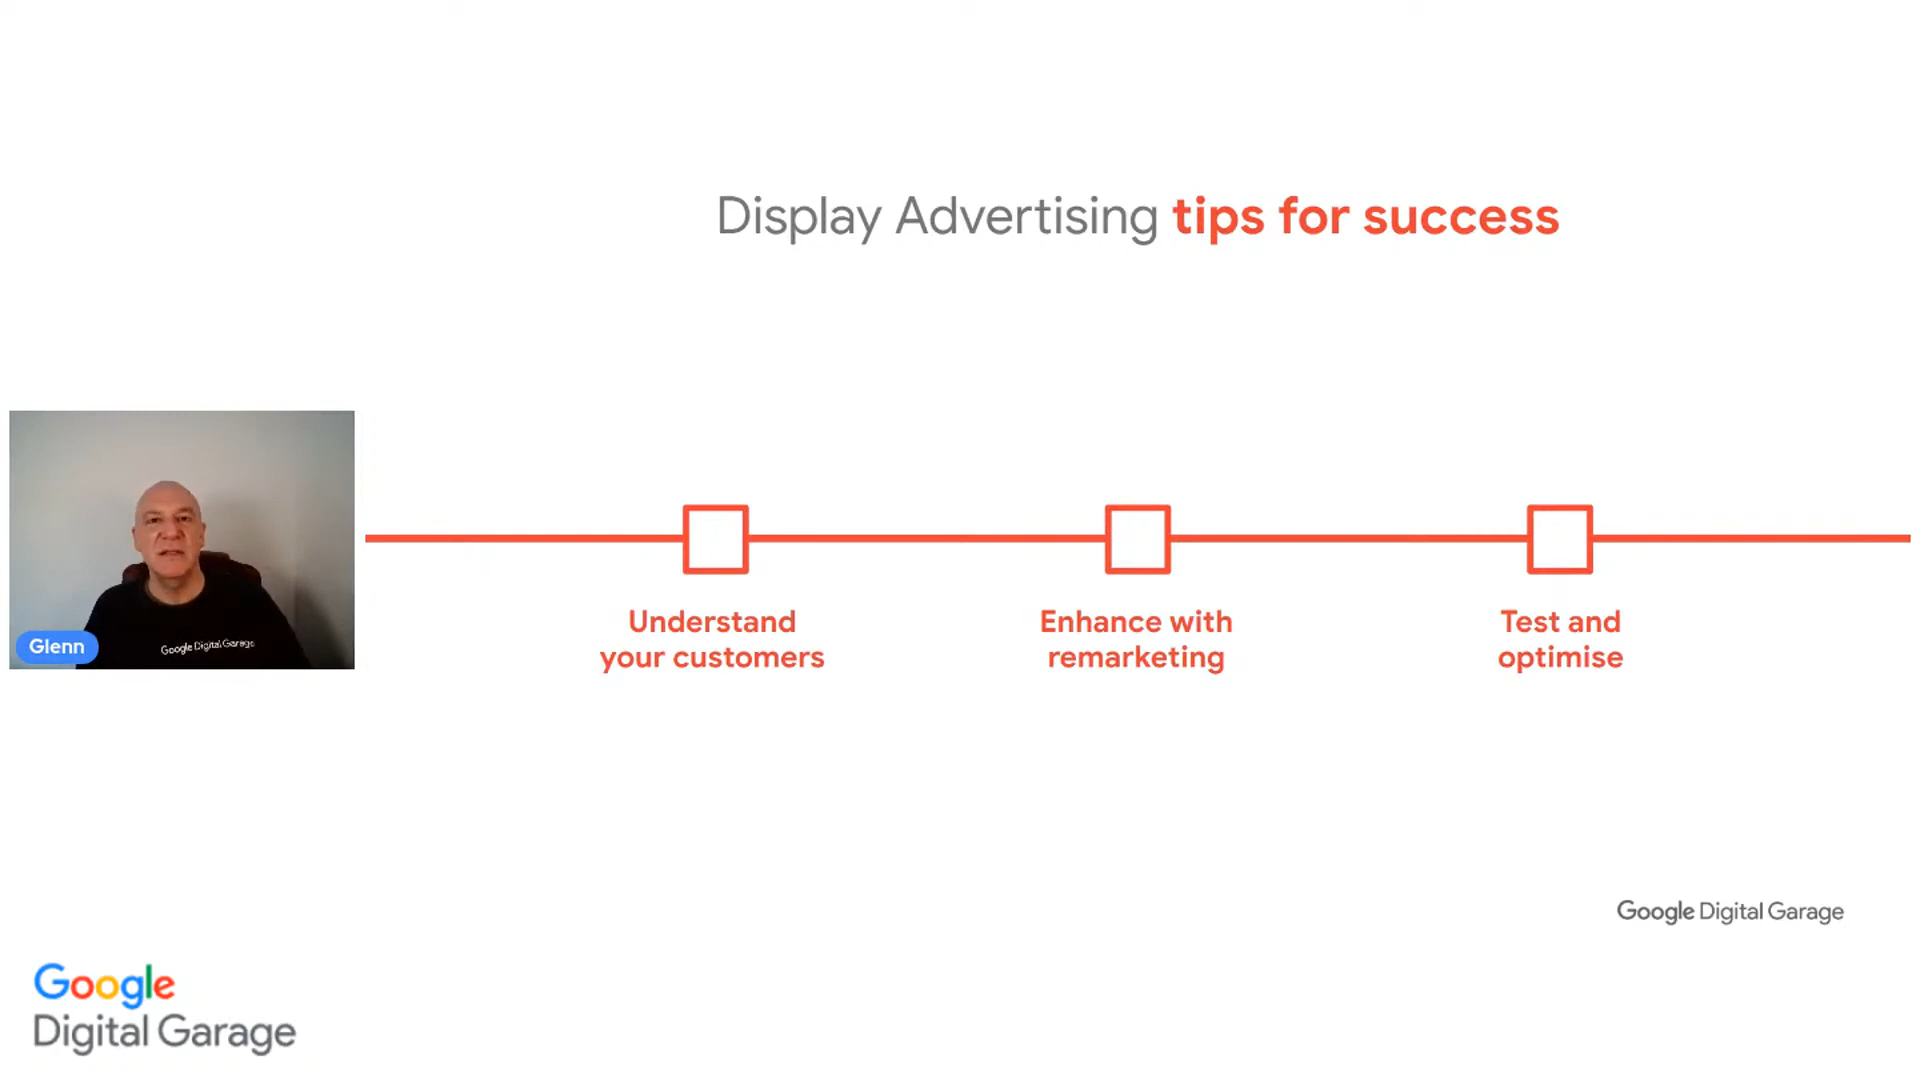 Display Advertising tips for success
Glenn
Google Digital Garage
Understand
your customers
Enhance with
remarketing
Test and
optimise
Google Digital Garage
Google
Digital Garage